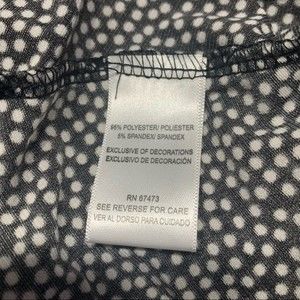 95% POLYESTER/ POLIESTER
5% SPANDEX/ SPANDEX
EXCLUSIVE OF DECORATIONS
EXCLUSIVO DE DECORACIÓN
RN 67473
SEE REVERSE FOR CARE
VER AL DORSO PARA CUIDADO